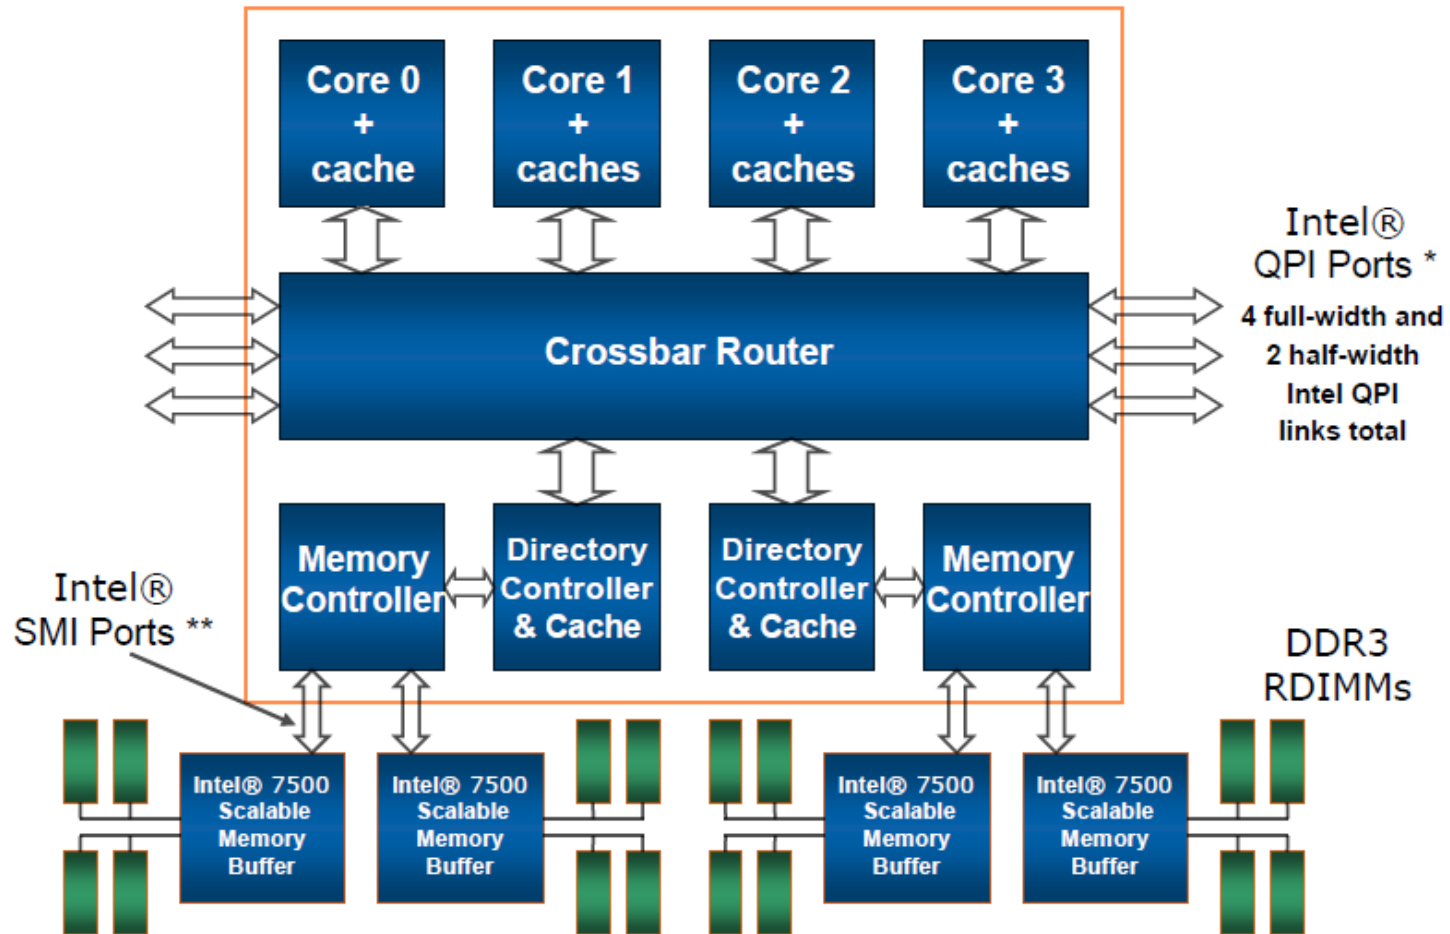 Core 0
+
cache
Core 1
+
caches
Core 2
+
caches
Core 3
+
caches
Intel®
QPI Ports *
4 full-width and
2 half-width
Intel QPI
links total
Crossbar Router
Memory
Controller
Directory
Controller
& Cache
Directory
Controller
& Cache
Memory
Controller
Intel®
SMI Ports **
DDR3
RDIMMs
Intel® 7500
Scalable
Memory
Buffer
Intel® 7500
Scalable
Memory
Buffer
Intel® 7500
Scalable
Memory
Buffer
Intel® 7500
Scalable
Memory
Buffer